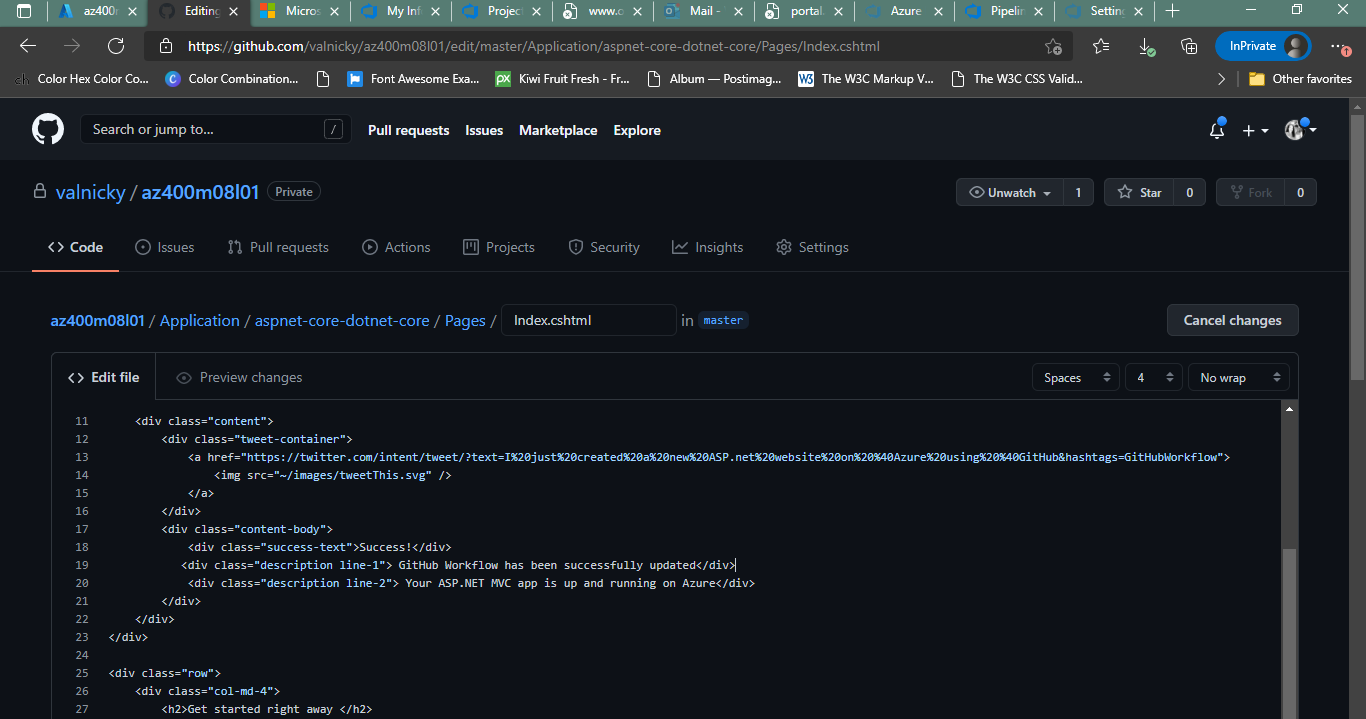 az400 Editing Micros My Inf Project www.o Mail - portal. Azure Pipelin Setting
https://github.com/valnicky/az400m08l01/edit/master/Application/aspnet-core-dotnet-core/Pages/Index.cshtml InPrivate
ch Color Hex Color Co... C Color Combination... Font Awesome Exa... px Kiwi Fruit Fresh - Fr... Album — Postimag... W3 The W3C Markup V... The W3C CSS Valid... Other favorites
Search or jump to... / Pull requests Issues Marketplace Explore
valnicky / az400m08l01 Private Unwatch 1 Star 0 Fork 0
Code Issues Pull requests Actions Projects Security Insights Settings
az400m08l01 / Application / aspnet-core-dotnet-core / Pages / Index.cshtml in master Cancel changes
<> Edit file Preview changes Spaces 4 No wrap
11 <div class="content">
12 <div class="tweet-container">
13 <a href="https://twitter.com/intent/tweet/?text=I%20just%20created%20a%20new%20ASP.net%20website%20on%20%40Azure%20using%20%40GitHub&hashtags=GitHubWorkflow">
14 <img src="~/images/tweetThis.svg" />
15 </a>
16 </div>
17 <div class="content-body">
18 <div class="success-text">Success!</div>
19 <div class="description line-1"> GitHub Workflow has been successfully updated</div>
20 <div class="description line-2"> Your ASP.NET MVC app is up and running on Azure</div>
21 </div>
22 </div>
23 </div>
24
25 <div class="row">
26 <div class="col-md-4">
27 <h2>Get started right away </h2>